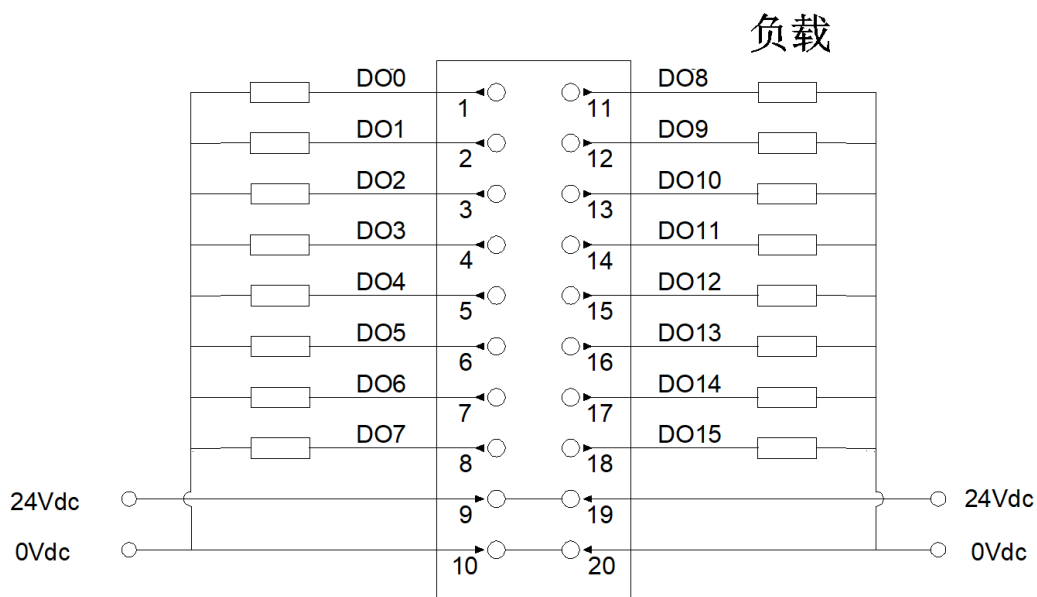 负载
DO0 DO8
1 11
DO1 DO9
2 12
DO2 DO10
3 13
DO3 DO11
4 14
DO4 DO12
5 15
DO5 DO13
6 16
DO6 DO14
7 17
DO7 DO15
8 18
24Vdc 24Vdc
9 19
0Vdc 0Vdc
10 20